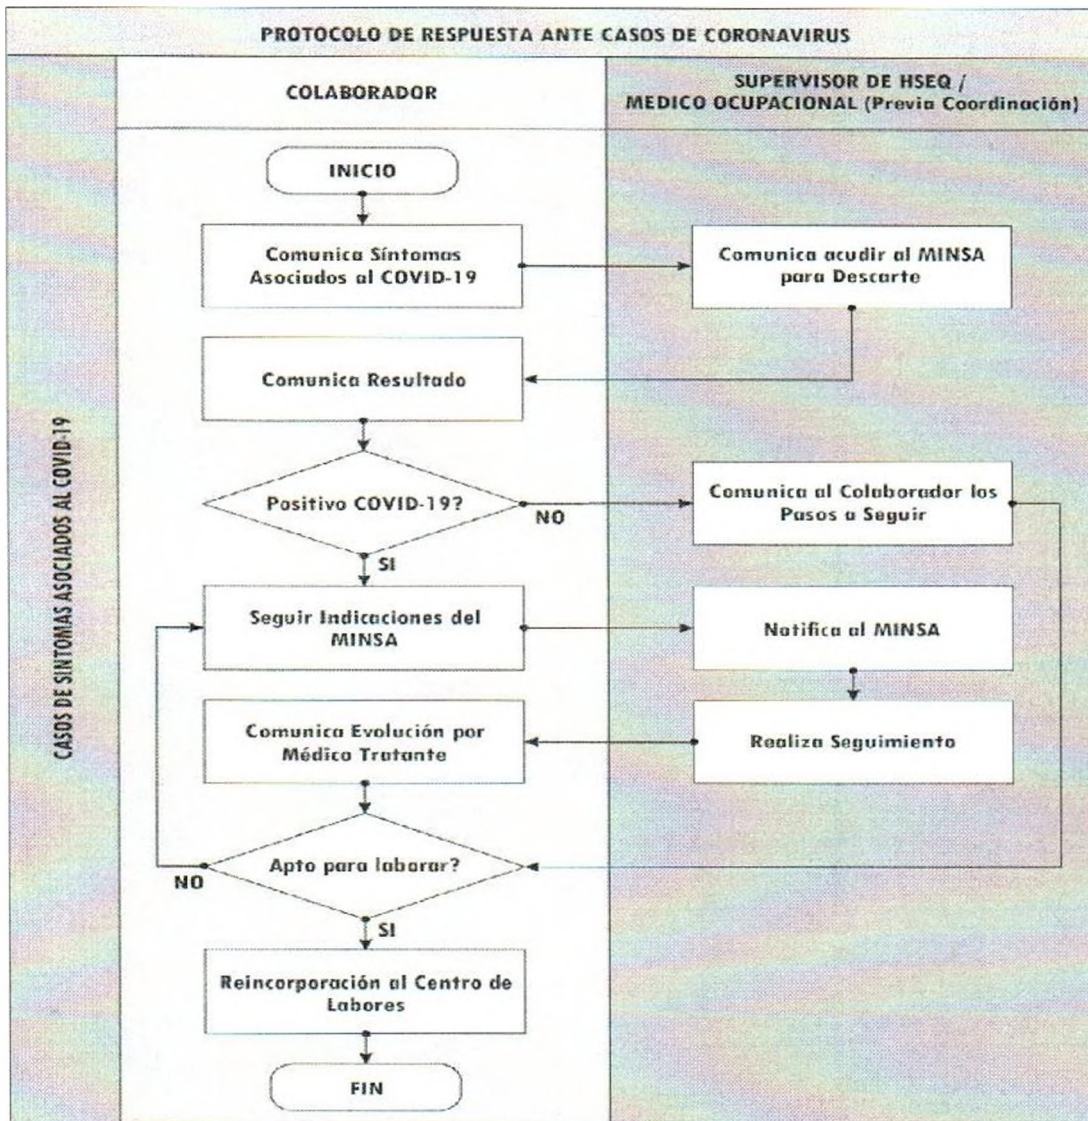 PROTOCOLO DE RESPUESTA ANTE CASOS DE CORONAVIRUS
COLABORADOR
SUPERVISOR DE HSEQ /
MEDICO OCUPACIONAL (Previa Coordinación)
CASOS DE SINTOMAS ASOCIADOS AL COVID-19
INICIO
Comunica Síntomas
Asociados al COVID-19
Comunica acudir al MINSA
para Descarte
Comunica Resultado
Positivo COVID-19?
NO
Comunica al Colaborador los
Pasos a Seguir
SI
Seguir Indicaciones del
MINSA
Notifica al MINSA
Comunica Evolución por
Médico Tratante
Realiza Seguimiento
Apto para laborar?
NO
SI
Reincorporación al Centro de
Labores
FIN